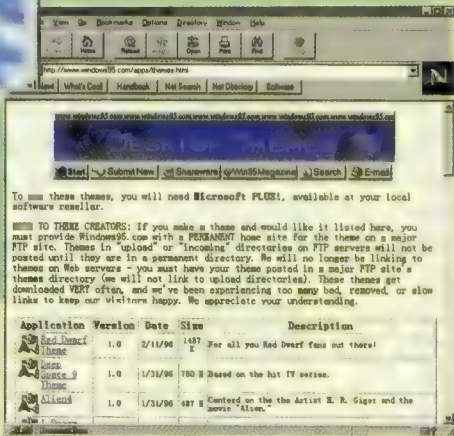 View Go Bookmarks Options Directory Window Help
Home Reload Open Print Find
http://www.windows95.com/apps/themes.html
What's Cool Handbook Net Search Net Directory Software
N
www.windows95.com www.windows95.com www.windows95.com www.windows95.com
DESKTOP THEMES
Start Submit New Shareware Win95Magazine Search E-mail
To these themes, you will need Microsoft PLUS!, available at your local
software reseller.
TO THEME CREATORS: If you make a theme and would like it listed here, you
must provide Windows95.com with a PERMANENT home site for the theme on a major
FTP site. Themes in "upload" or "incoming" directories on FTP servers will not be
posted until they are in a permanent directory. We will no longer be linking to
themes on Web servers - you must have your theme posted in a major FTP site's
themes directory (we will not link to upload directories). These themes get
downloaded VERY often, and we've been experiencing too many bad, removed, or slow
links to keep our visitors happy. We appreciate your understanding.
Application Version Date Size Description
Red Dwarf Theme 1.0 2/11/96 1437 K For all you Red Dwarf fans out there!
Deep Space 9 Theme 1.0 1/31/96 780 K Based on the hit TV series.
Alien4 1.0 1/31/96 487 K Centerd on the the Artist H. R. Giger and the
movie "Alien."